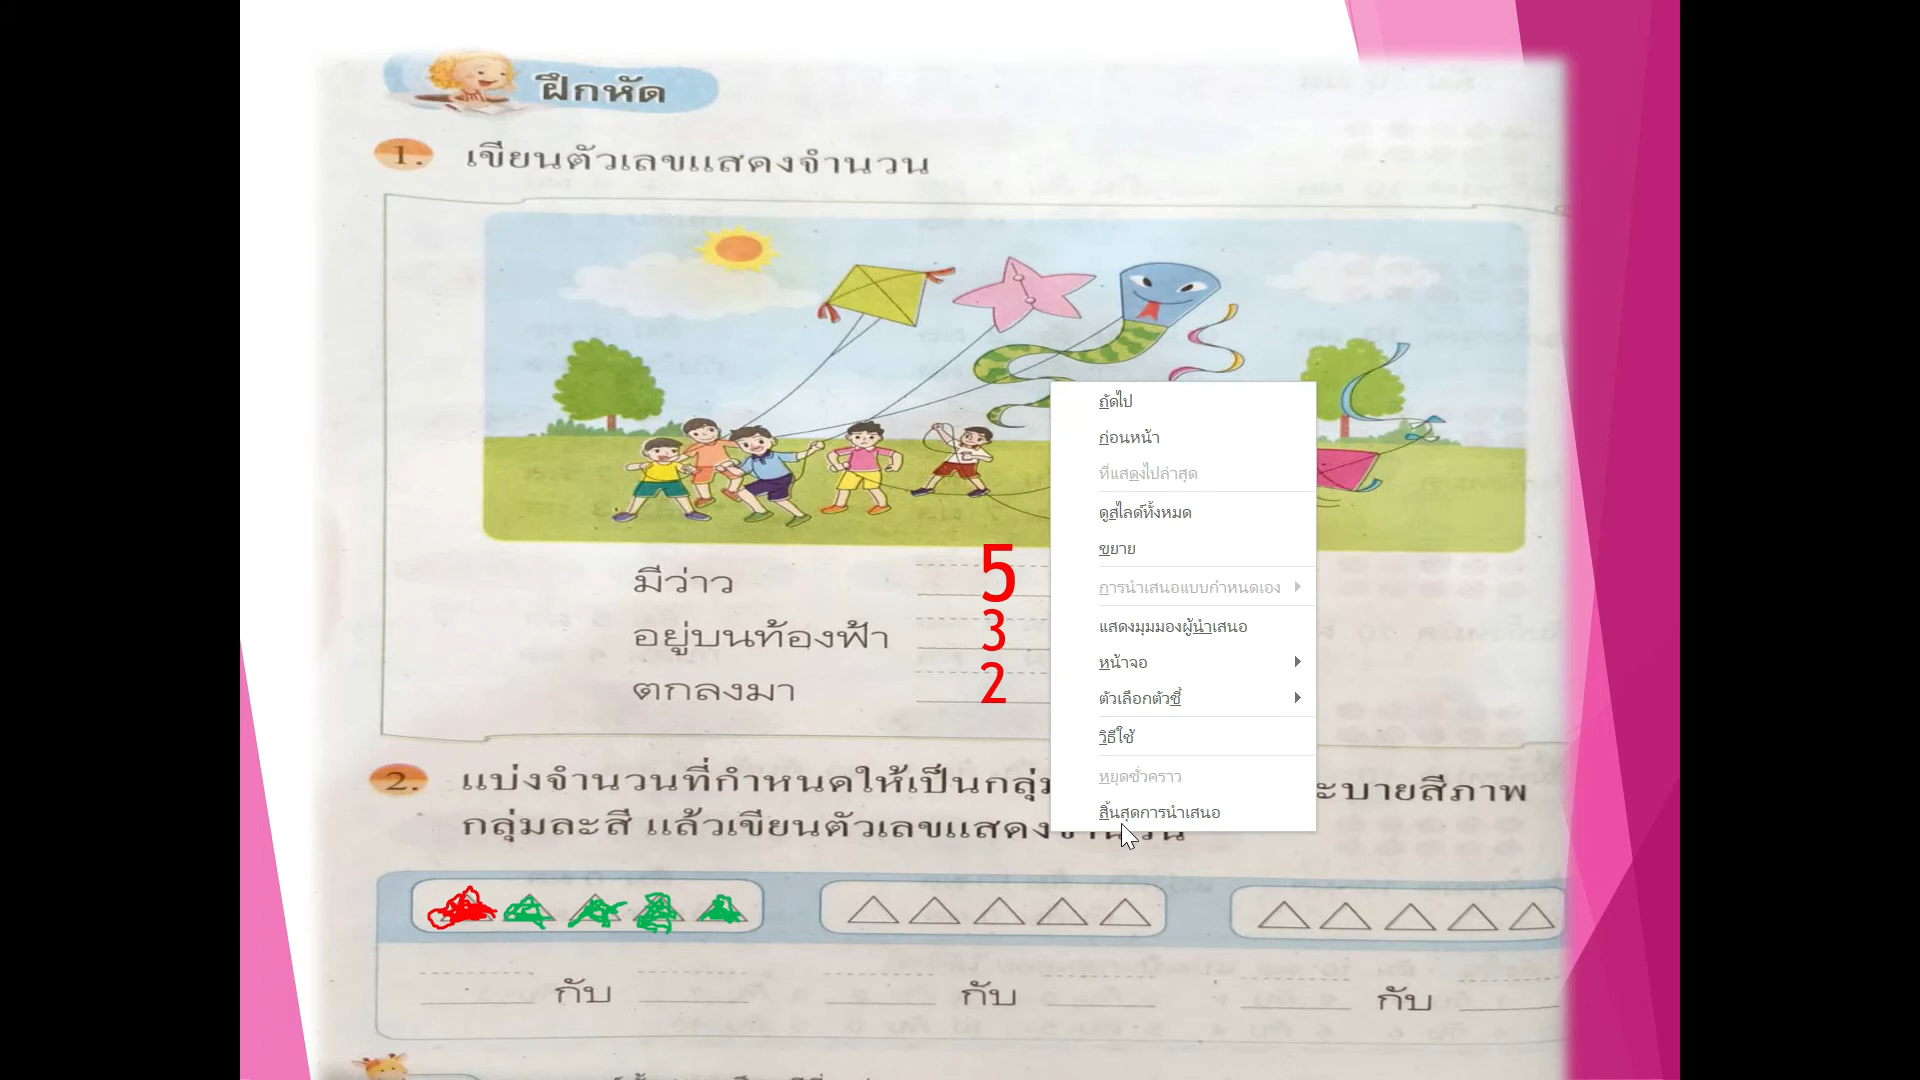 ฝึกหัด
1. เขียนตัวเลขแสดงจำนวน
มีว่าว 5
อยู่บนท้องฟ้า 3
ตกลงมา 2
ถัดไป
ก่อนหน้า
ที่แสดงไปล่าสุด
ดูสไลด์ทั้งหมด
ขยาย
การนำเสนอแบบกำหนดเอง
แสดงมุมมองผู้นำเสนอ
หน้าจอ
ตัวเลือกตัวชี้
วิธีใช้
หยุดชั่วคราว
สิ้นสุดการนำเสนอ
2. แบ่งจำนวนที่กำหนดให้เป็นกลุ่ม ะบายสีภาพ
กลุ่มละสี แล้วเขียนตัวเลขแสดงจำนวน
กับ กับ กับ